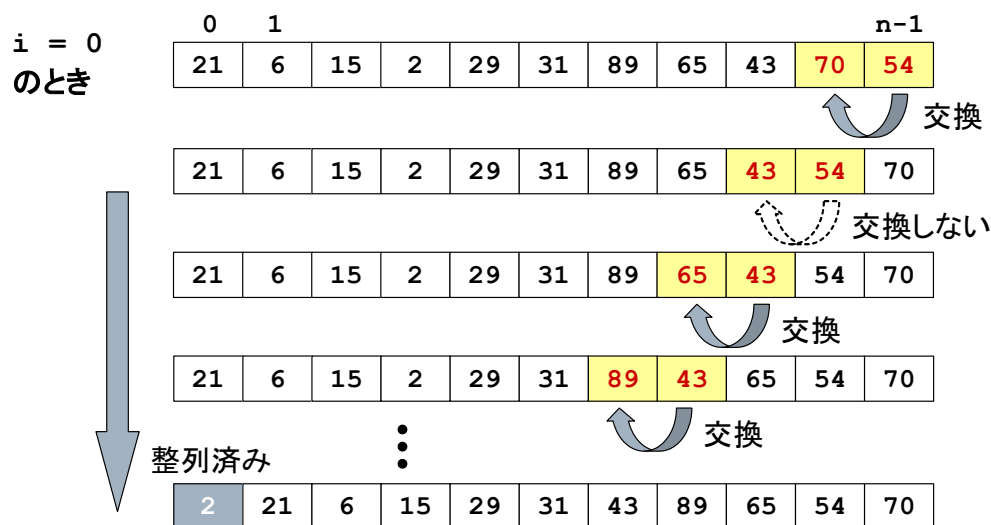 0 1 n-1
i = 0
のとき
21 6 15 2 29 31 89 65 43 70 54
交換
21 6 15 2 29 31 89 65 43 54 70
交換しない
21 6 15 2 29 31 89 65 43 54 70
交換
21 6 15 2 29 31 89 43 65 54 70
交換
整列済み
2 21 6 15 29 31 43 89 65 54 70